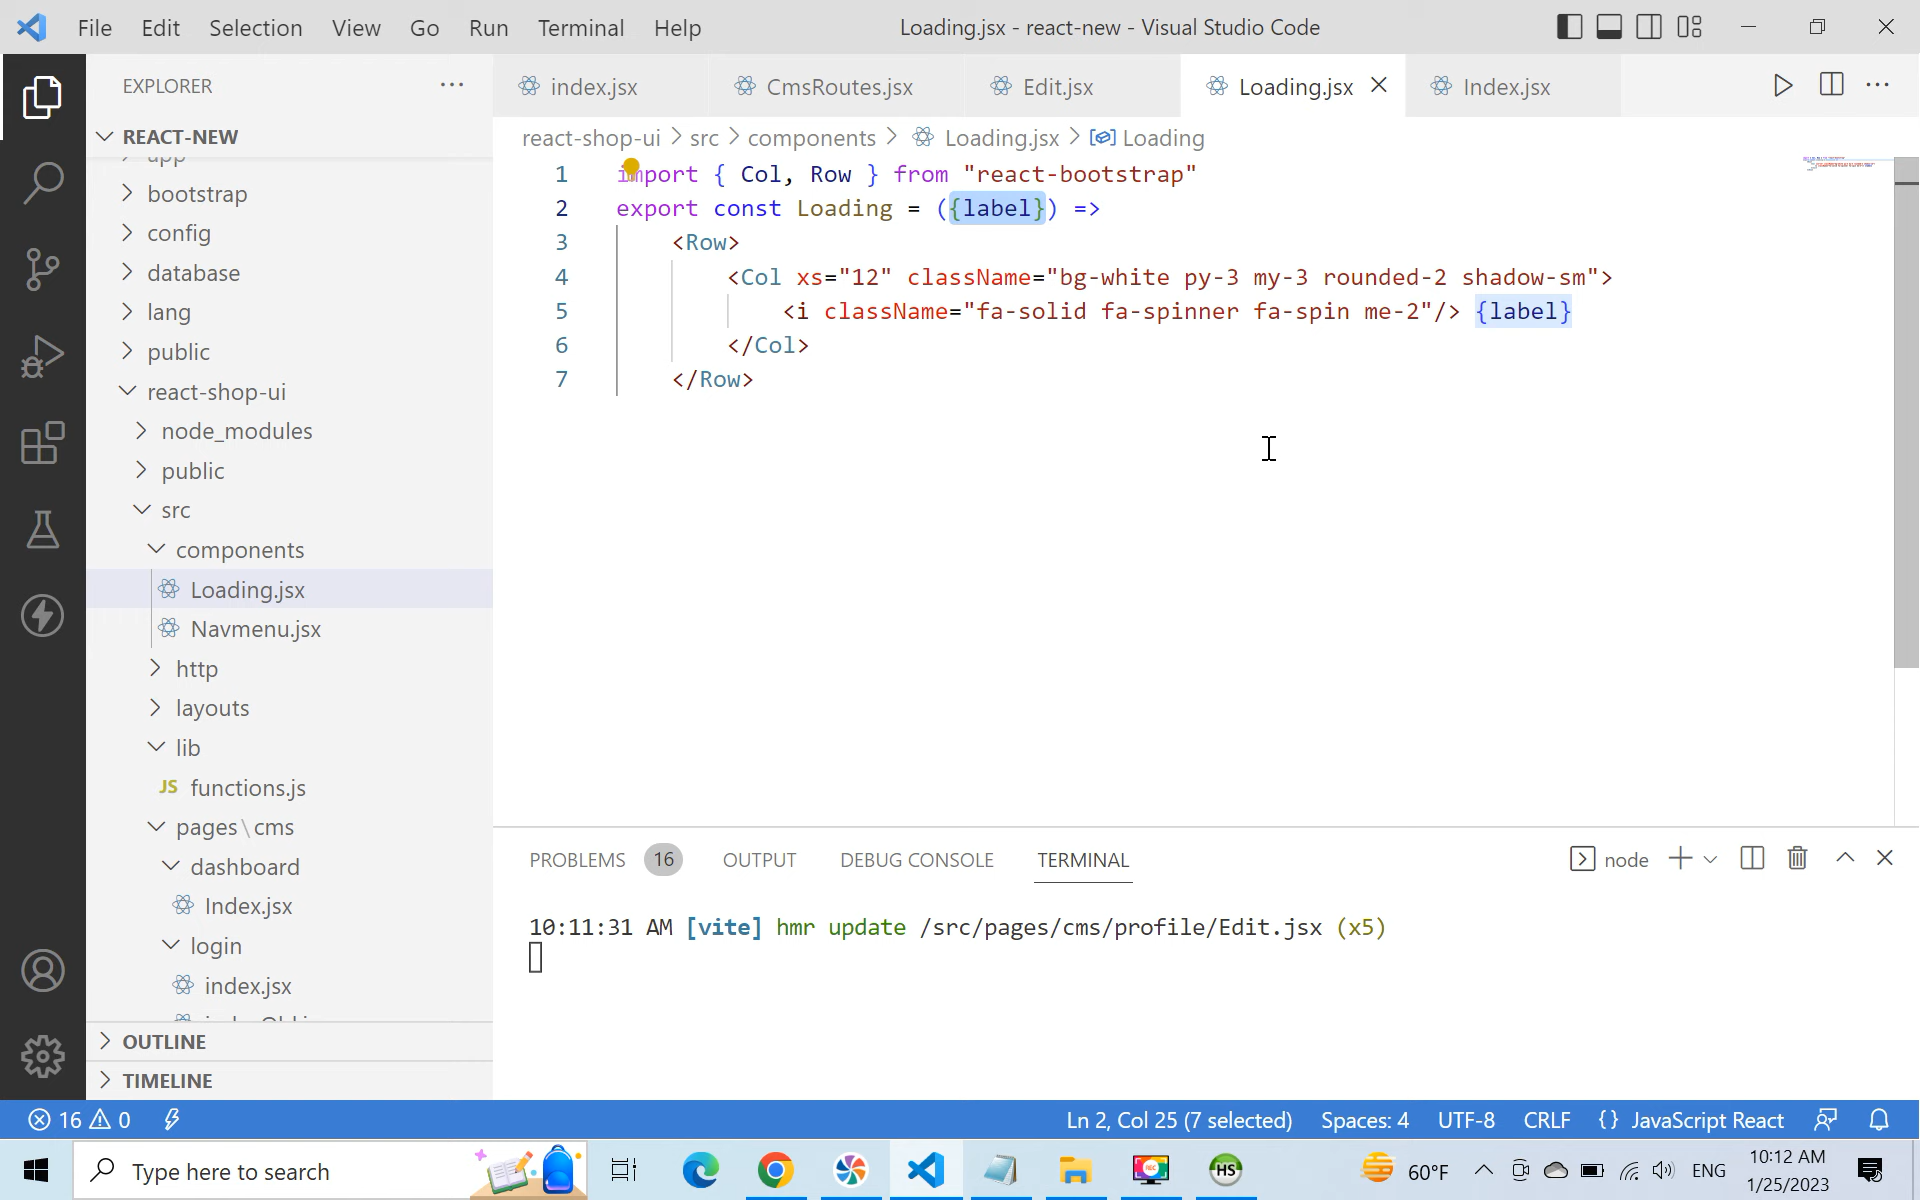 File Edit Selection View Go Run Terminal Help
Loading.jsx - react-new - Visual Studio Code
EXPLORER
REACT-NEW
app
bootstrap
config
database
lang
public
react-shop-ui
node_modules
public
src
components
Loading.jsx
Navmenu.jsx
http
layouts
lib
JS functions.js
pages\cms
dashboard
Index.jsx
login
index.jsx
OUTLINE
TIMELINE
index.jsx CmsRoutes.jsx Edit.jsx Loading.jsx Index.jsx
react-shop-ui > src > components > Loading.jsx > Loading
1 import { Col, Row } from "react-bootstrap"
2 export const Loading = ({label}) =>
3 <Row>
4 <Col xs="12" className="bg-white py-3 my-3 rounded-2 shadow-sm">
5 <i className="fa-solid fa-spinner fa-spin me-2"/> {label}
6 </Col>
7 </Row>
PROBLEMS 16 OUTPUT DEBUG CONSOLE TERMINAL node
10:11:31 AM [vite] hmr update /src/pages/cms/profile/Edit.jsx (x5)
16 0 Ln 2, Col 25 (7 selected) Spaces: 4 UTF-8 CRLF {} JavaScript React
Type here to search HS 60°F ENG 10:12 AM
1/25/2023